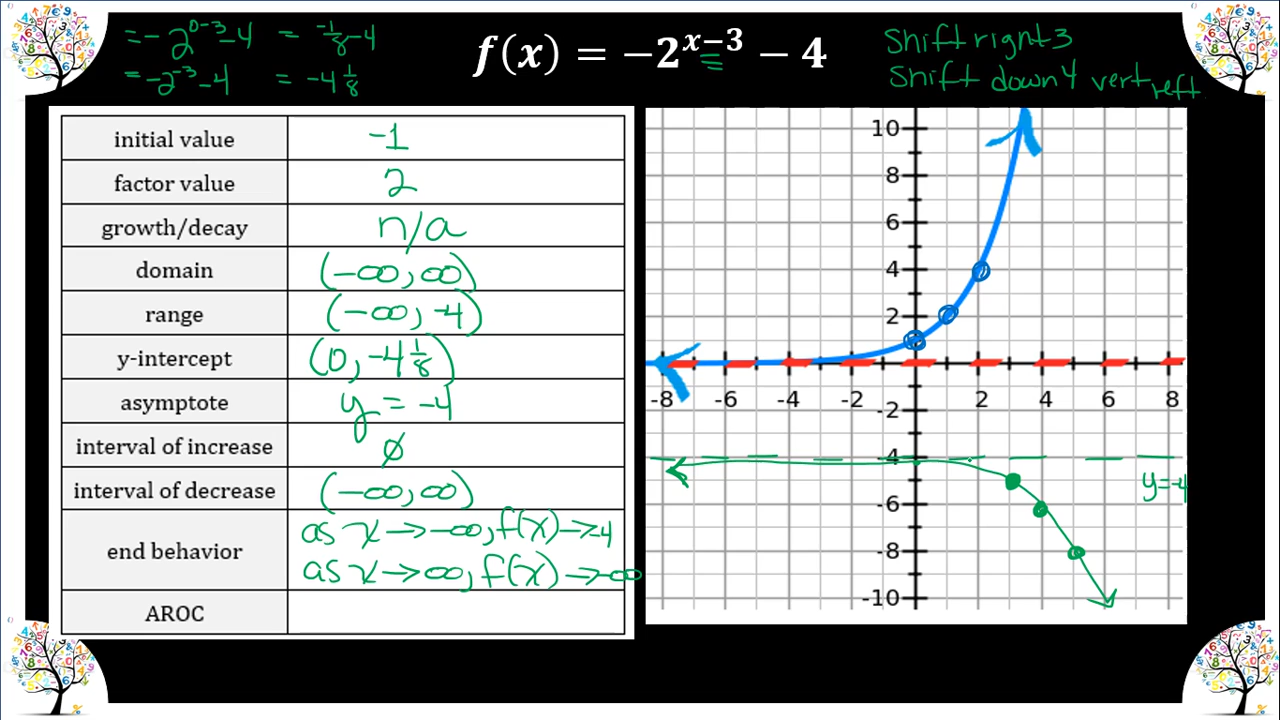 = -2^{0-3} -4 = -1/8 -4
= -2^{-3} -4 = -4 1/8
f(x) = −2^{x−3} − 4
Shift right 3
Shift down 4 vert refl.
initial value -1
factor value 2
growth/decay n/a
domain (-∞, ∞)
range (-∞, -4)
y-intercept (0, -4 1/8)
asymptote y = -4
interval of increase ∅
interval of decrease (-∞, ∞)
end behavior as x → -∞, f(x) → -4
as x → ∞, f(x) → -∞
AROC
10
8
6
4
2
-8 -6 -4 -2 2 4 6 8
-2
-4
y=-4
-6
-8
-10